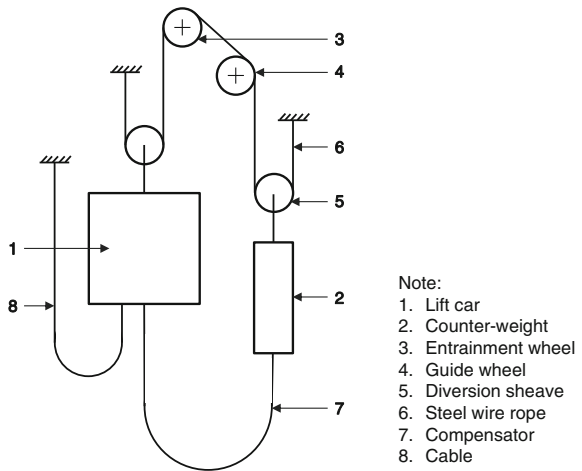 3
4
6
5
1
2
8
7
Note:
1. Lift car
2. Counter-weight
3. Entrainment wheel
4. Guide wheel
5. Diversion sheave
6. Steel wire rope
7. Compensator
8. Cable